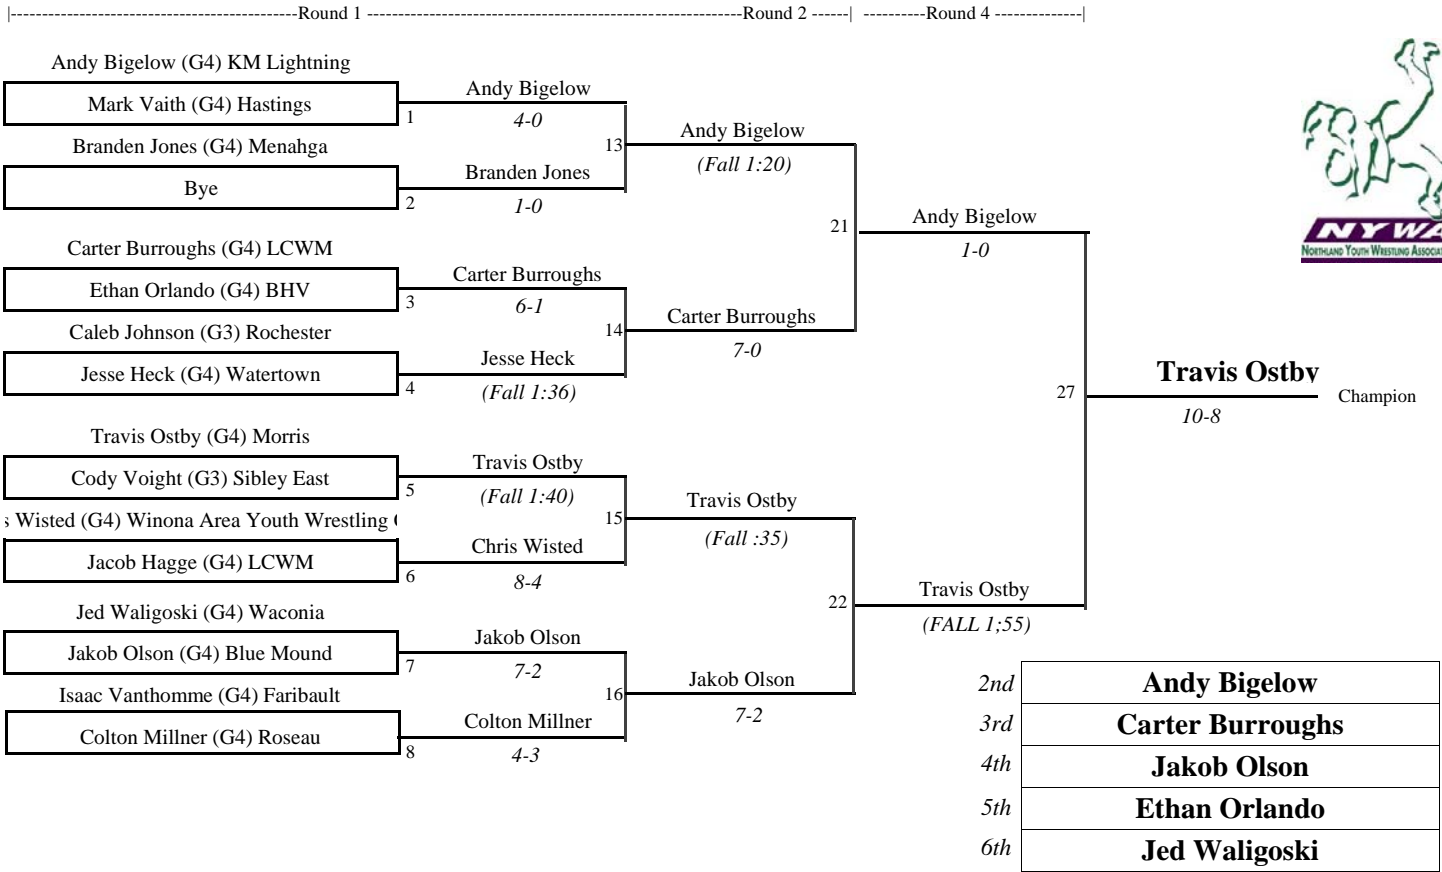 |----------------------------------------------Round 1 ------------------------------------------------------------Round 2 ------| ----------Round 4 --------------|
Andy Bigelow (G4) KM Lightning
Mark Vaith (G4) Hastings
1
Branden Jones (G4) Menahga
Bye
2
Carter Burroughs (G4) LCWM
Ethan Orlando (G4) BHV
3
Caleb Johnson (G3) Rochester
Jesse Heck (G4) Watertown
4
Travis Ostby (G4) Morris
Cody Voight (G3) Sibley East
5
s Wisted (G4) Winona Area Youth Wrestling
Jacob Hagge (G4) LCWM
6
Jed Waligoski (G4) Waconia
Jakob Olson (G4) Blue Mound
7
Isaac Vanthomme (G4) Faribault
Colton Millner (G4) Roseau
8
Andy Bigelow
4-0
13
Branden Jones
1-0
Carter Burroughs
6-1
14
Jesse Heck
(Fall 1:36)
Travis Ostby
(Fall 1:40)
15
Chris Wisted
8-4
Jakob Olson
7-2
16
Colton Millner
4-3
Andy Bigelow
(Fall 1:20)
21
Carter Burroughs
7-0
Travis Ostby
(Fall :35)
22
Jakob Olson
7-2
Andy Bigelow
1-0
27
Travis Ostby
(FALL 1;55)
NYWA
NORTHLAND YOUTH WRESTLING ASSOCIAT
Travis Ostby
10-8
Champion
2nd Andy Bigelow
3rd Carter Burroughs
4th Jakob Olson
5th Ethan Orlando
6th Jed Waligoski